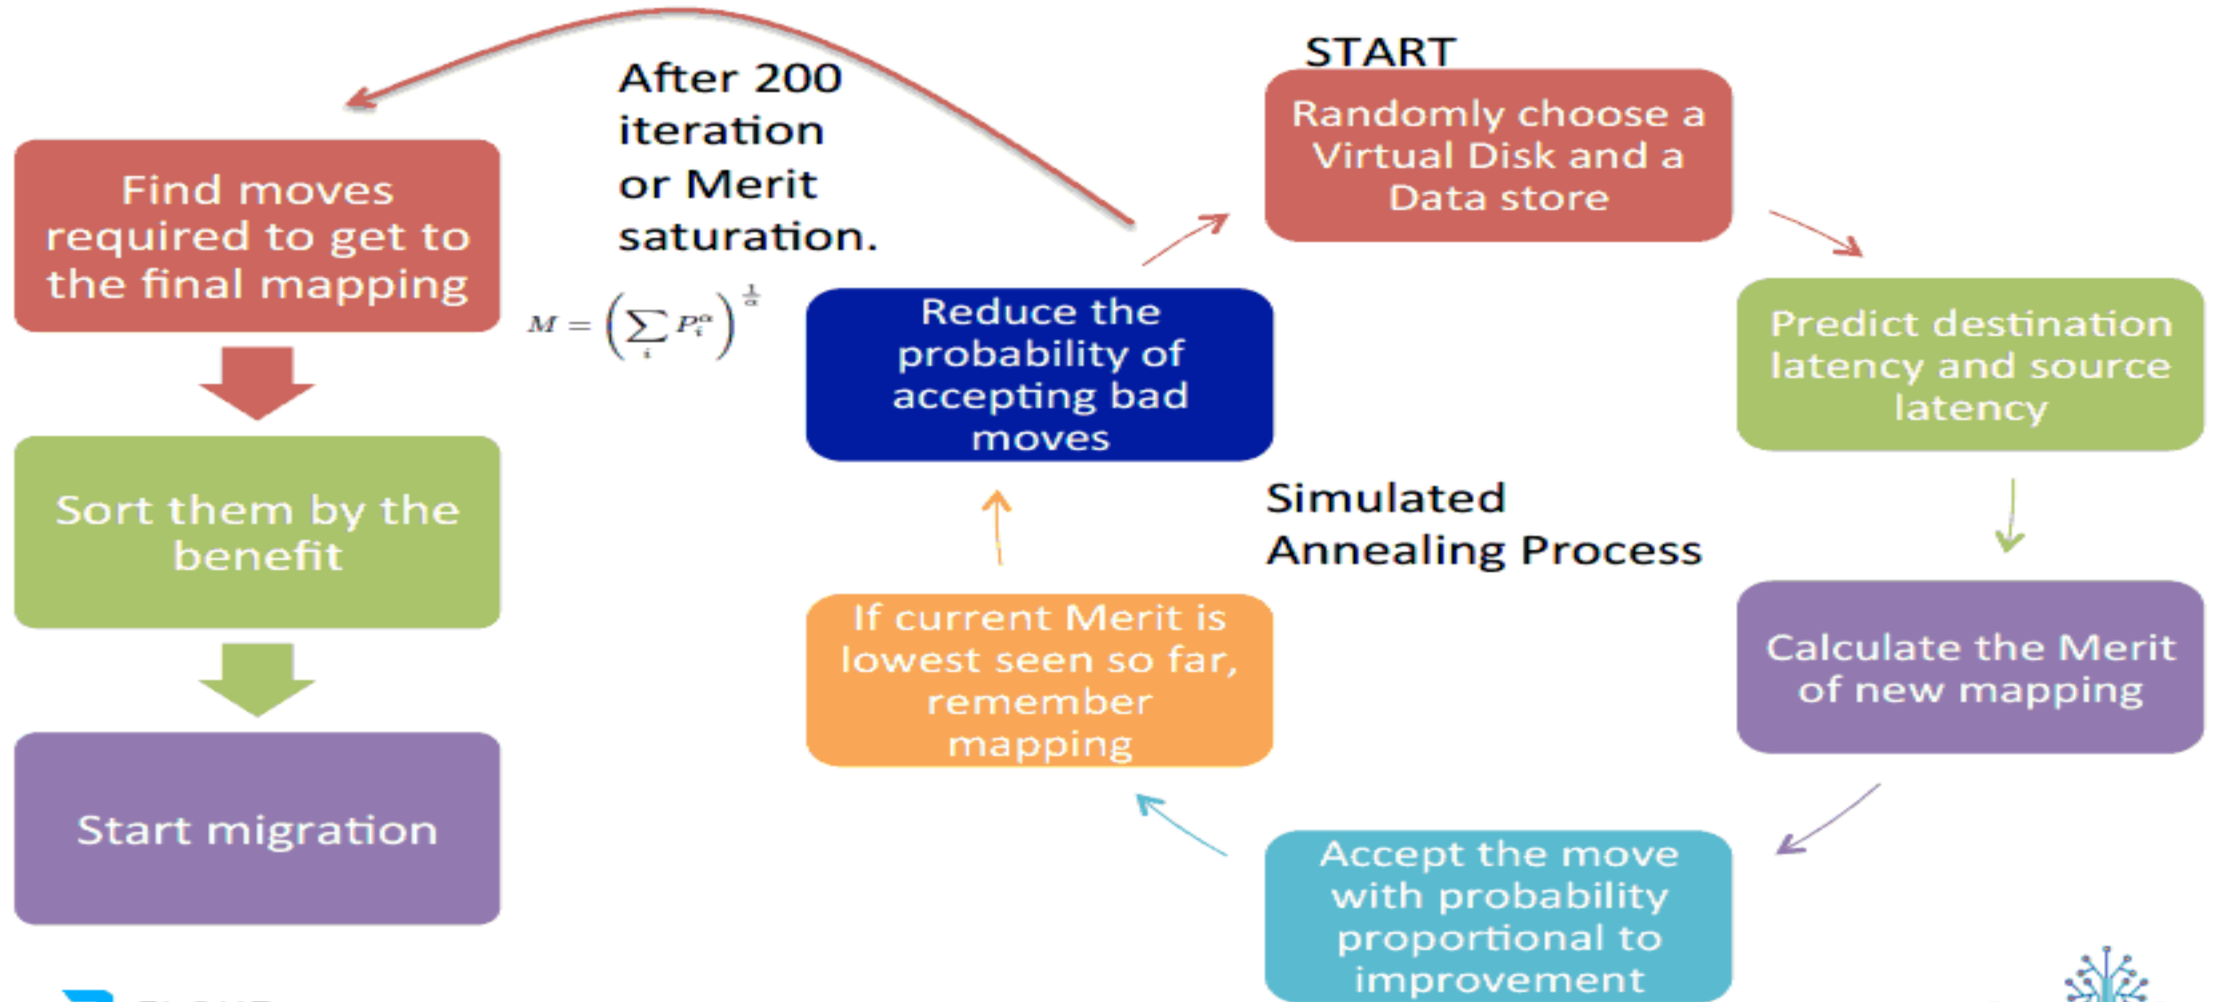 START
Randomly choose a
Virtual Disk and a
Data store
Predict destination
latency and source
latency
Calculate the Merit
of new mapping
Accept the move
with probability
proportional to
improvement
If current Merit is
lowest seen so far,
remember
mapping
Reduce the
probability of
accepting bad
moves
Simulated
Annealing Process
After 200
iteration
or Merit
saturation.
M = (∑_i P_i^α)^(1/α)
Find moves
required to get to
the final mapping
Sort them by the
benefit
Start migration